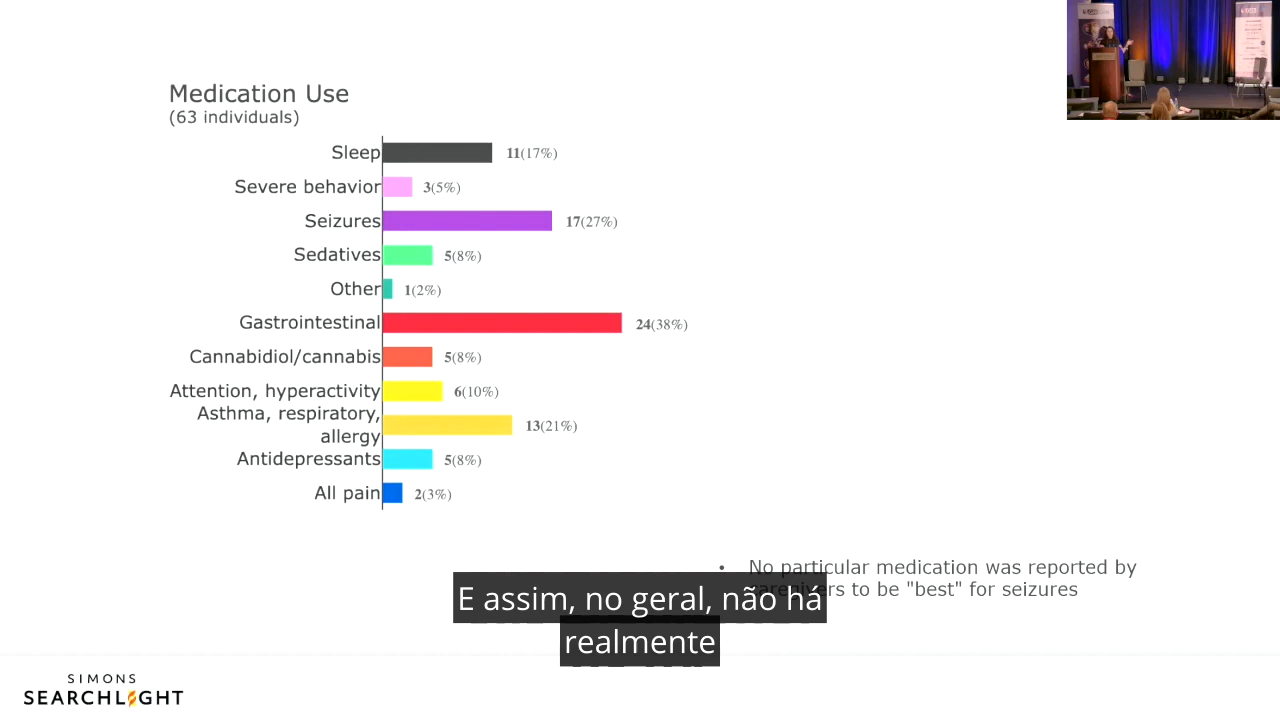 Medication Use
(63 individuals)
Sleep 11(17%)
Severe behavior 3(5%)
Seizures 17(27%)
Sedatives 5(8%)
Other 1(2%)
Gastrointestinal 24(38%)
Cannabidiol/cannabis 5(8%)
Attention, hyperactivity 6(10%)
Asthma, respiratory,
allergy 13(21%)
Antidepressants 5(8%)
All pain 2(3%)
• No particular medication was reported by
caregivers to be "best" for seizures
E assim, no geral, não há
realmente
SIMONS
SEARCHLIGHT